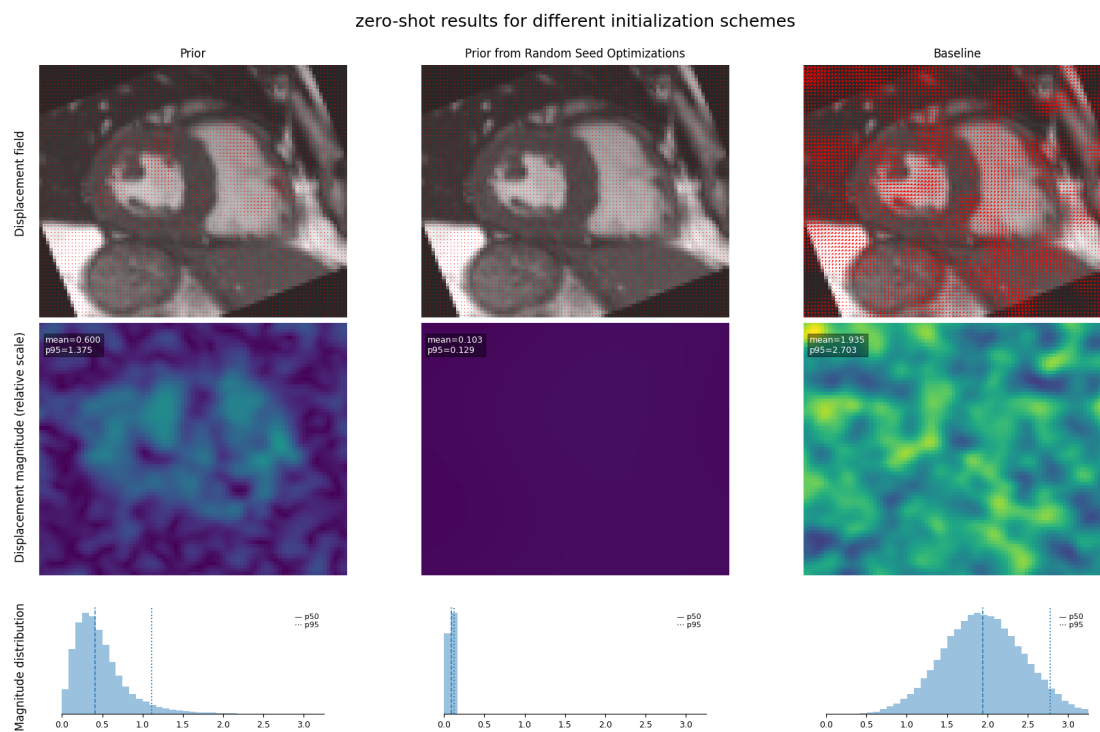 zero-shot results for different initialization schemes
Prior
Prior from Random Seed Optimizations
Baseline
Displacement field
Displacement magnitude (relative scale)
mean=0.600
p95=1.375
mean=0.103
p95=0.129
mean=1.935
p95=2.703
Magnitude distribution
p50
p95
p50
p95
p50
p95
0.0 0.5 1.0 1.5 2.0 2.5 3.0
0.0 0.5 1.0 1.5 2.0 2.5 3.0
0.0 0.5 1.0 1.5 2.0 2.5 3.0